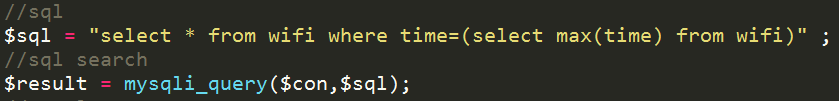 //sql
$sql = "select * from wifi where time=(select max(time) from wifi)" ;
//sql search
$result = mysqli_query($con,$sql);